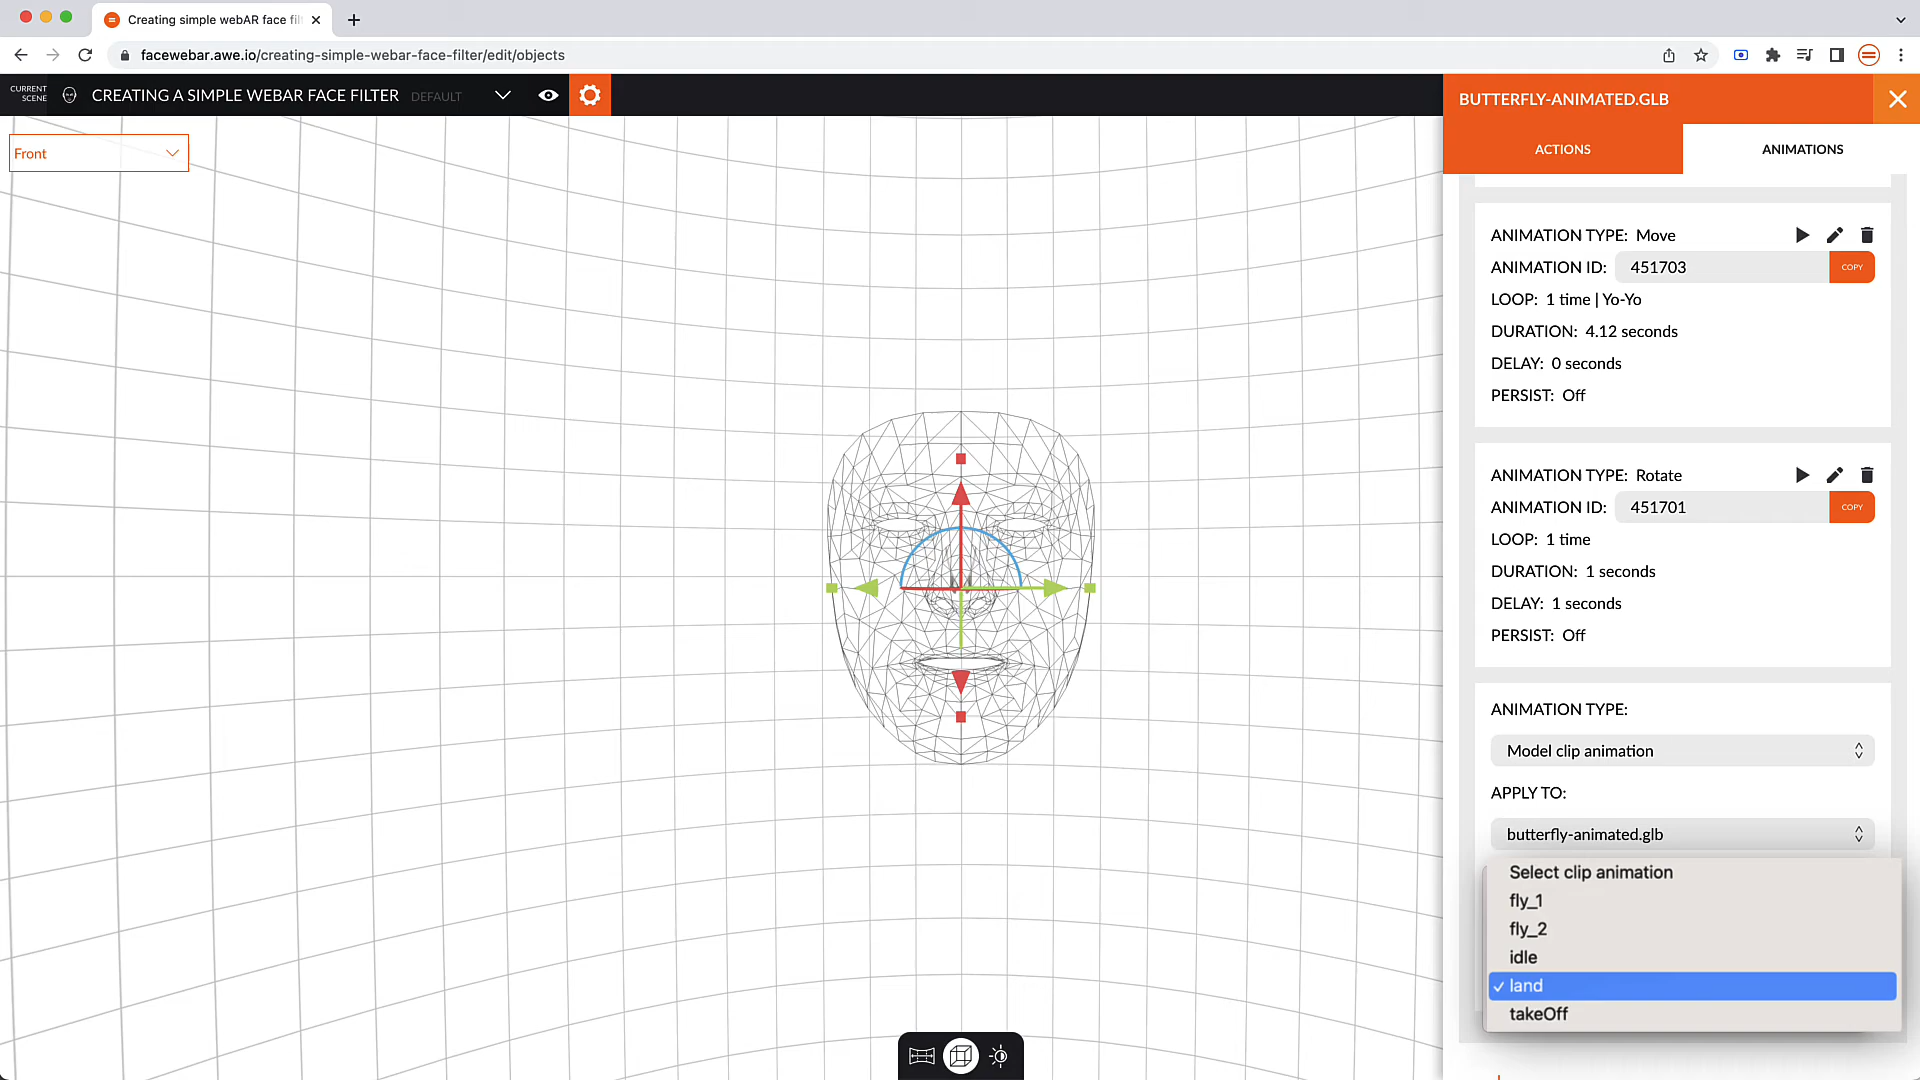 Creating simple webAR face fil
facewebar.awe.io/creating-simple-webar-face-filter/edit/objects
CURRENT
SCENE
CREATING A SIMPLE WEBAR FACE FILTER DEFAULT
BUTTERFLY-ANIMATED.GLB
ACTIONS
ANIMATIONS
Front
ANIMATION TYPE: Move
ANIMATION ID: 451703 COPY
LOOP: 1 time | Yo-Yo
DURATION: 4.12 seconds
DELAY: 0 seconds
PERSIST: Off
ANIMATION TYPE: Rotate
ANIMATION ID: 451701 COPY
LOOP: 1 time
DURATION: 1 seconds
DELAY: 1 seconds
PERSIST: Off
ANIMATION TYPE:
Model clip animation
APPLY TO:
butterfly-animated.glb
Select clip animation
fly_1
fly_2
idle
✓ land
takeOff